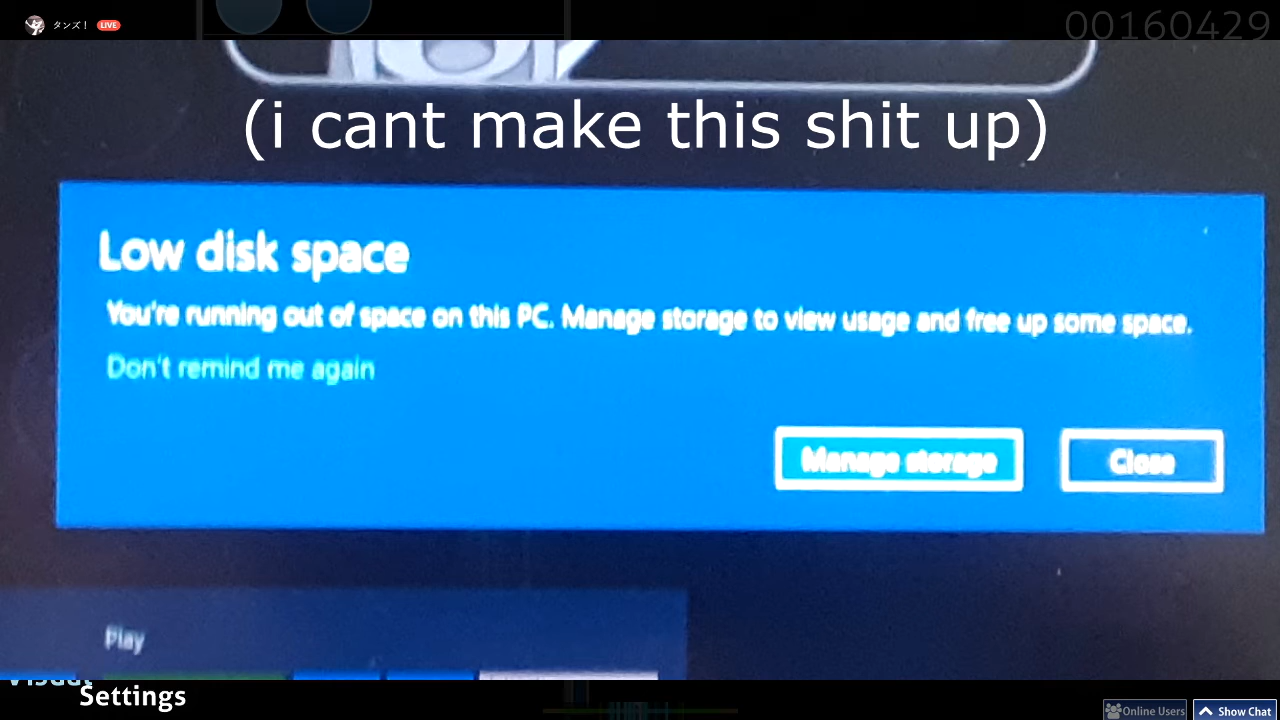 タンズ！ LIVE
00160429
(i cant make this shit up)
Low disk space
You're running out of space on this PC. Manage storage to view usage and free up some space.
Don't remind me again
Manage storage
Close
Play
Visual
Settings
Online Users
Show Chat